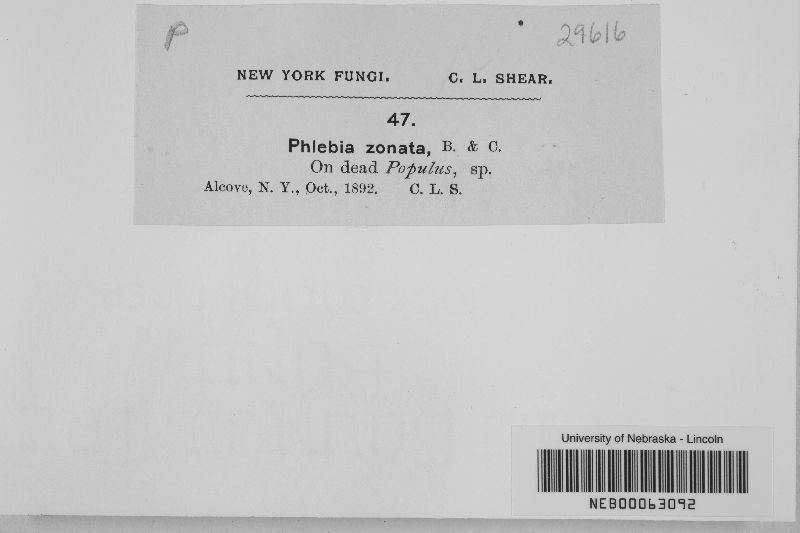 P
29616
NEW YORK FUNGI. C. L. SHEAR.
47.
Phlebia zonata, B. & C.
On dead Populus, sp.
Alcove, N. Y., Oct., 1892. C. L. S.
University of Nebraska - Lincoln
NEB00063092